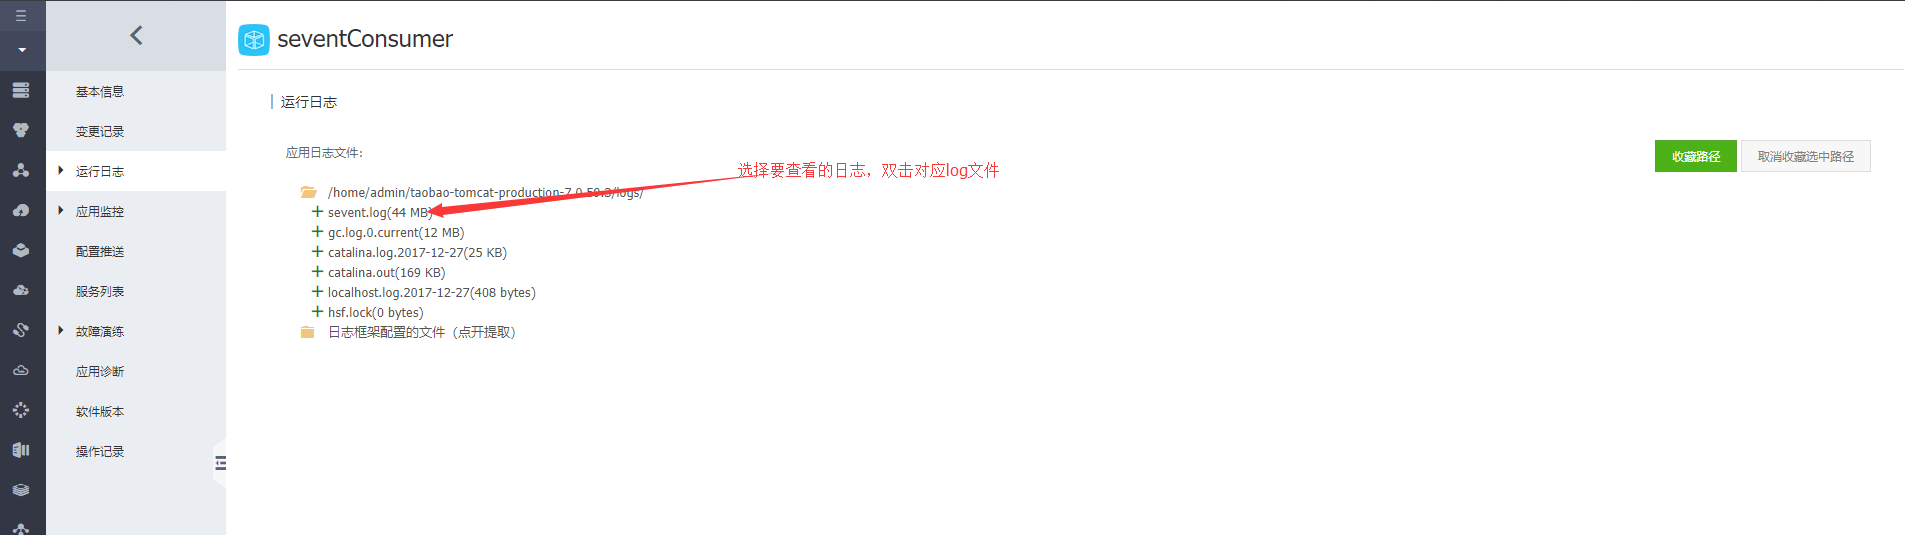 seventConsumer
基本信息
变更记录
运行日志
应用监控
配置推送
服务列表
故障演练
应用诊断
软件版本
操作记录
运行日志
应用日志文件:
收藏路径
取消收藏选中路径
选择要查看的日志，双击对应log文件
/home/admin/taobao-tomcat-production-7.0.59.3/logs/
sevent.log(44 MB)
gc.log.0.current(12 MB)
catalina.log.2017-12-27(25 KB)
catalina.out(169 KB)
localhost.log.2017-12-27(408 bytes)
hsf.lock(0 bytes)
日志框架配置的文件（点开提取）